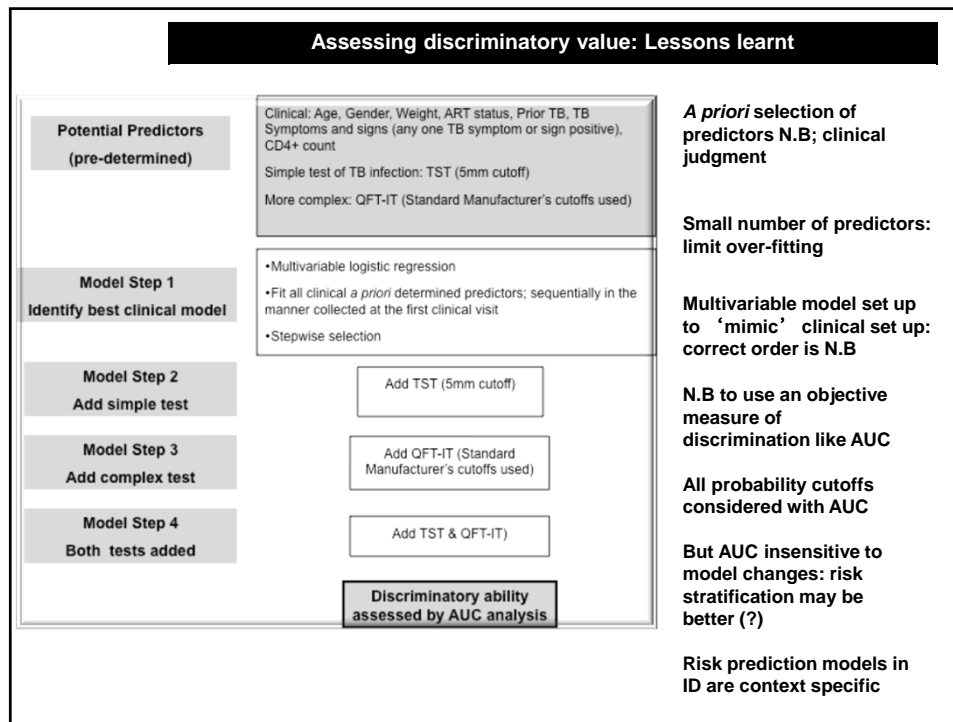 Assessing discriminatory value: Lessons learnt
Potential Predictors
(pre-determined)
Clinical: Age, Gender, Weight, ART status, Prior TB, TB
Symptoms and signs (any one TB symptom or sign positive),
CD4+ count
Simple test of TB infection: TST (5mm cutoff)
More complex: QFT-IT (Standard Manufacturer's cutoffs used)
Model Step 1
Identify best clinical model
•Multivariable logistic regression
•Fit all clinical a priori determined predictors; sequentially in the
manner collected at the first clinical visit
•Stepwise selection
Model Step 2
Add simple test
Add TST (5mm cutoff)
Model Step 3
Add complex test
Add QFT-IT (Standard
Manufacturer's cutoffs used)
Model Step 4
Both tests added
Add TST & QFT-IT)
Discriminatory ability
assessed by AUC analysis
A priori selection of
predictors N.B; clinical
judgment
Small number of predictors:
limit over-fitting
Multivariable model set up
to ‘mimic’ clinical set up:
correct order is N.B
N.B to use an objective
measure of
discrimination like AUC
All probability cutoffs
considered with AUC
But AUC insensitive to
model changes: risk
stratification may be
better (?)
Risk prediction models in
ID are context specific